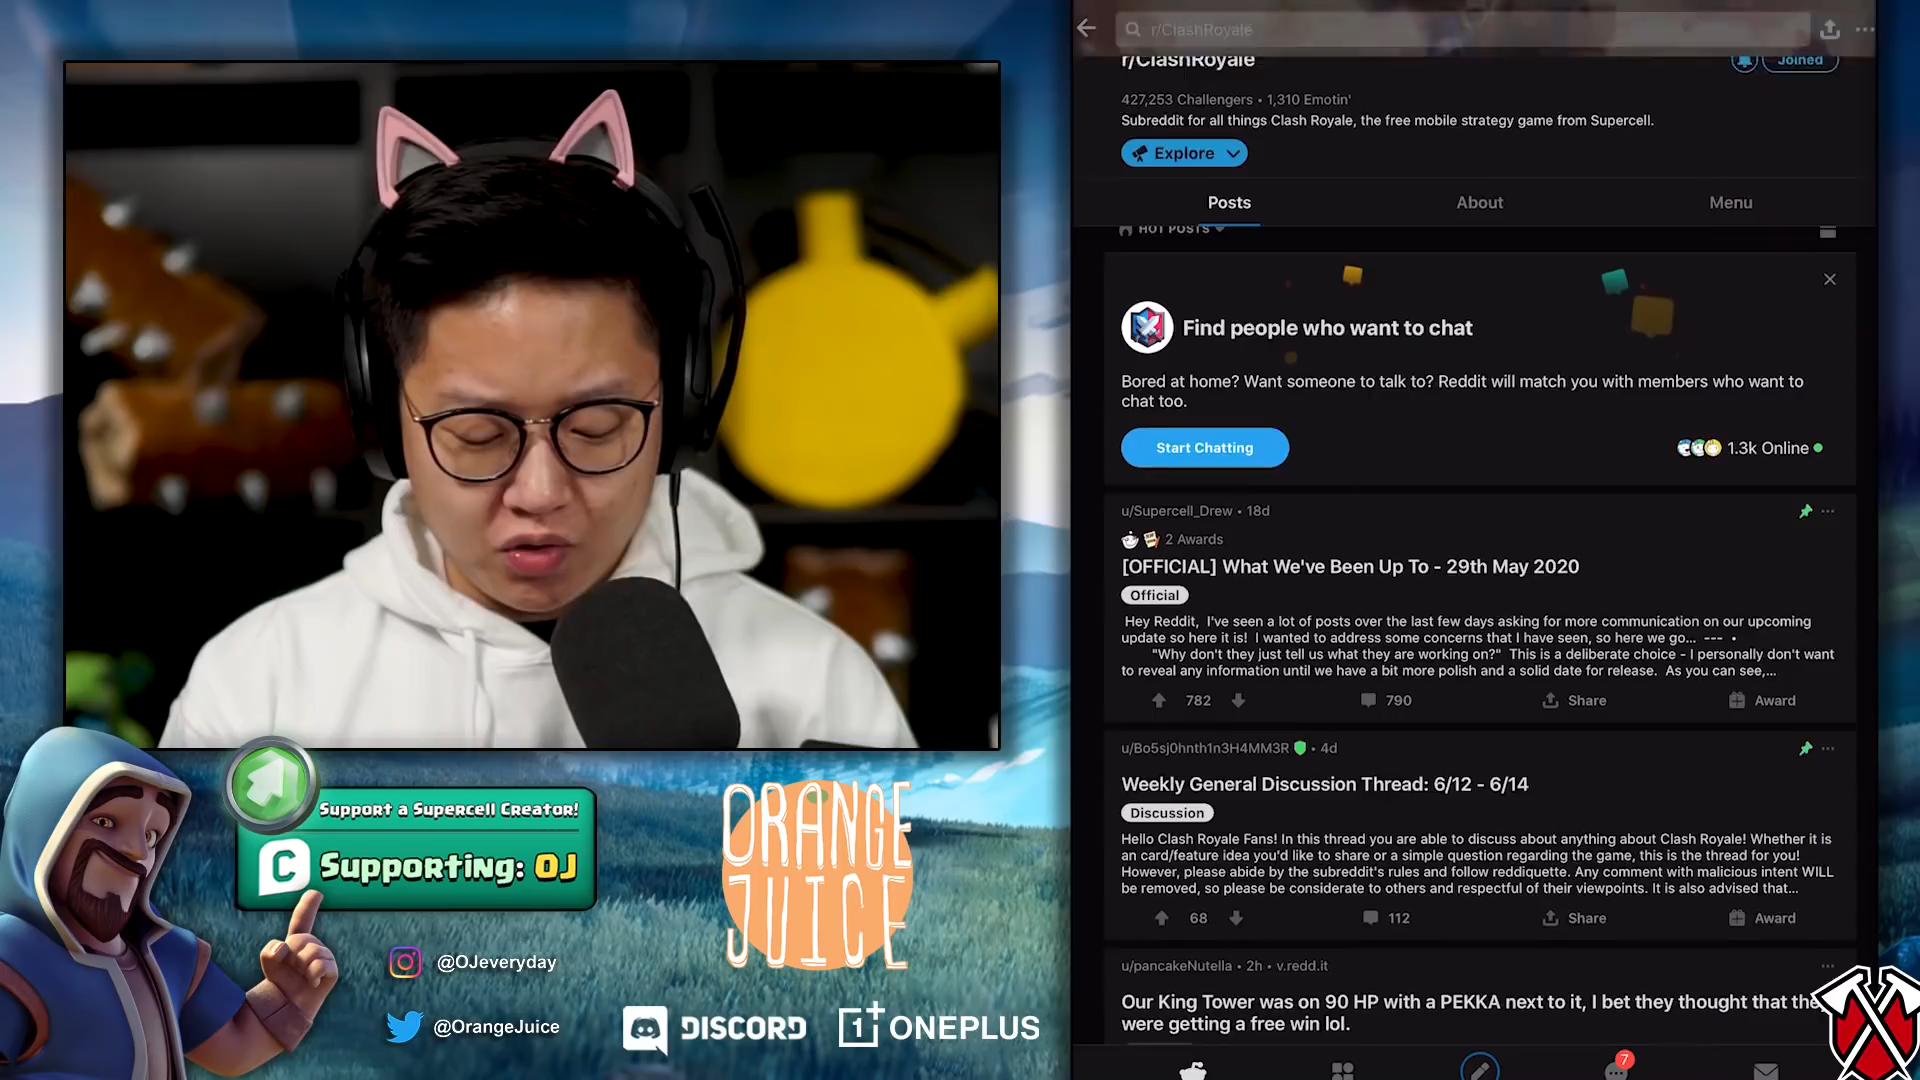 r/ClashRoyale
r/ClashRoyale
Joined
427,253 Challengers • 1,310 Emotin'
Subreddit for all things Clash Royale, the free mobile strategy game from Supercell.
Explore
Posts
About
Menu
HOT POSTS
Find people who want to chat
Bored at home? Want someone to talk to? Reddit will match you with members who want to
chat too.
Start Chatting
1.3k Online
u/Supercell_Drew • 18d
2 Awards
[OFFICIAL] What We've Been Up To - 29th May 2020
Official
Hey Reddit, I've seen a lot of posts over the last few days asking for more communication on our upcoming
update so here it is! I wanted to address some concerns that I have seen, so here we go... --- •
"Why don't they just tell us what they are working on?" This is a deliberate choice - I personally don't want
to reveal any information until we have a bit more polish and a solid date for release. As you can see,...
782
790
Share
Award
u/Bo5sj0hnth1n3H4MM3R • 4d
Weekly General Discussion Thread: 6/12 - 6/14
Discussion
Hello Clash Royale Fans! In this thread you are able to discuss about anything about Clash Royale! Whether it is
an card/feature idea you'd like to share or a simple question regarding the game, this is the thread for you!
However, please abide by the subreddit's rules and follow reddiquette. Any comment with malicious intent WILL
be removed, so please be considerate to others and respectful of their viewpoints. It is also advised that...
68
112
Share
Award
u/pancakeNutella • 2h • v.redd.it
Our King Tower was on 90 HP with a PEKKA next to it, I bet they thought that the
were getting a free win lol.
7
Support a Supercell Creator!
C
Supporting: OJ
ORANGE
JUICE
@OJeveryday
@OrangeJuice
DISCORD
1+ ONEPLUS